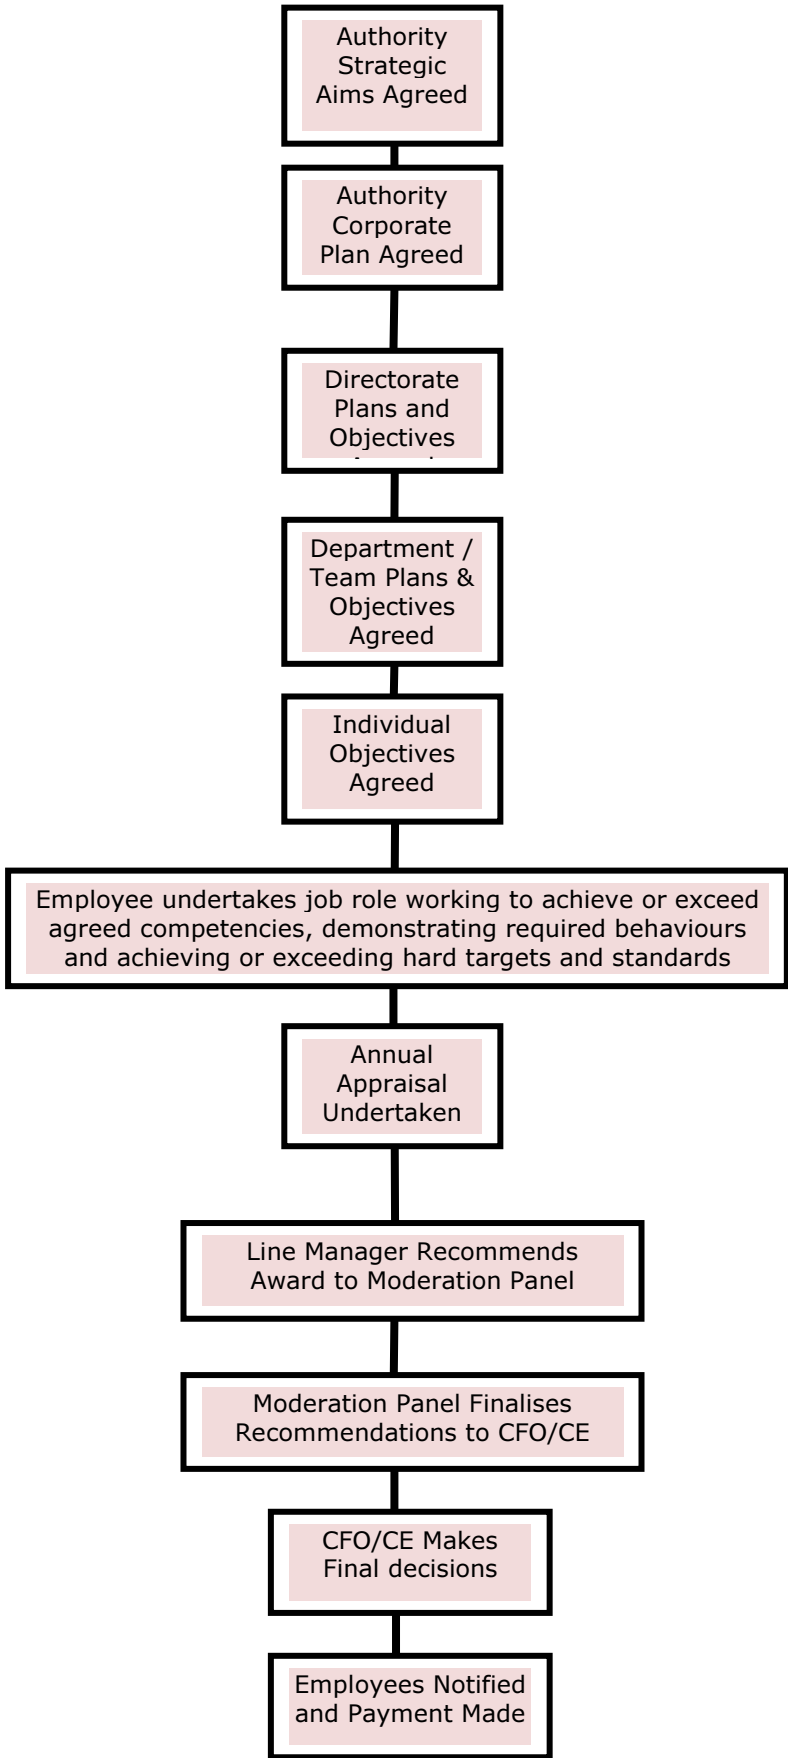 Authority
Strategic
Aims Agreed
Authority
Corporate
Plan Agreed
Directorate
Plans and
Objectives
Department /
Team Plans &
Objectives
Agreed
Individual
Objectives
Agreed
Employee undertakes job role working to achieve or exceed
agreed competencies, demonstrating required behaviours
and achieving or exceeding hard targets and standards
Annual
Appraisal
Undertaken
Line Manager Recommends
Award to Moderation Panel
Moderation Panel Finalises
Recommendations to CFO/CE
CFO/CE Makes
Final decisions
Employees Notified
and Payment Made